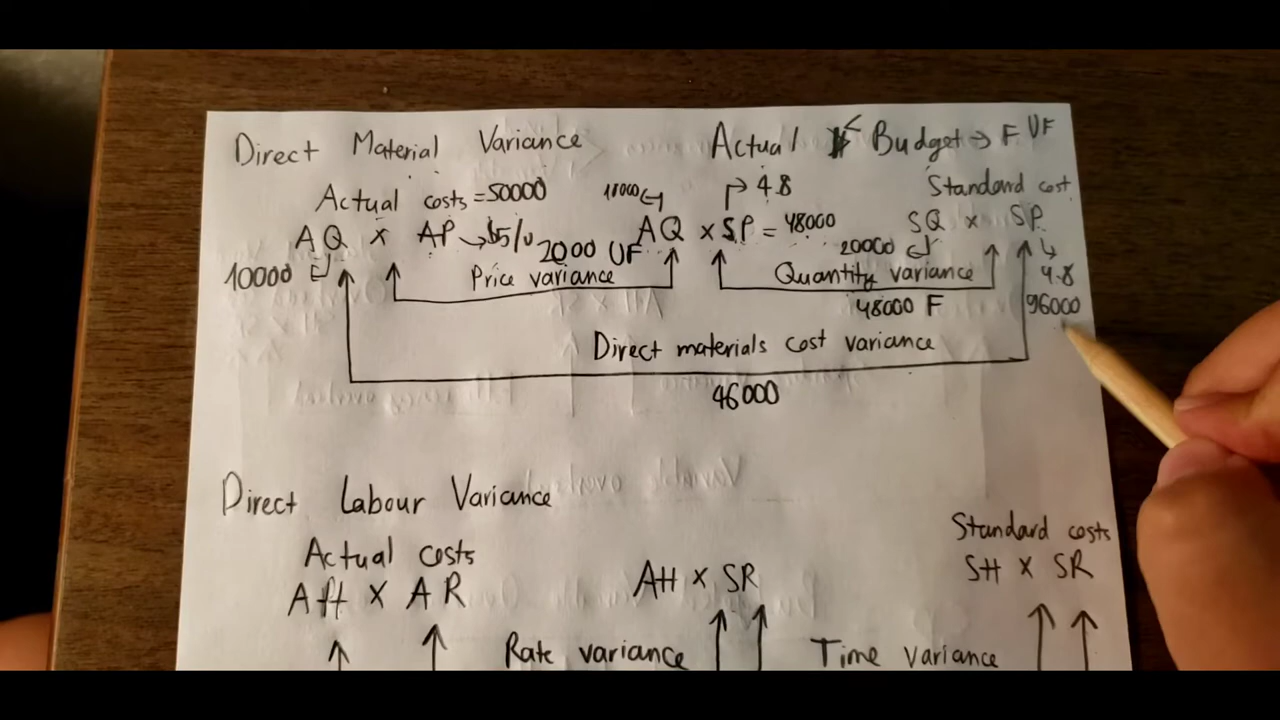 Direct Material Variance
Actual Budget → F UF
Actual costs = 50000
AQ × AP → $5/u
10000
11000
→ 4.8
AQ × SP = 48000
Standard cost
SQ × SP
20000
4.8
96000
2000 UF
Price variance
Quantity variance
48000 F
Direct materials cost variance
46000
Direct Labour Variance
Actual costs
AH × AR
AH × SR
Standard costs
SH × SR
Rate variance
Time variance